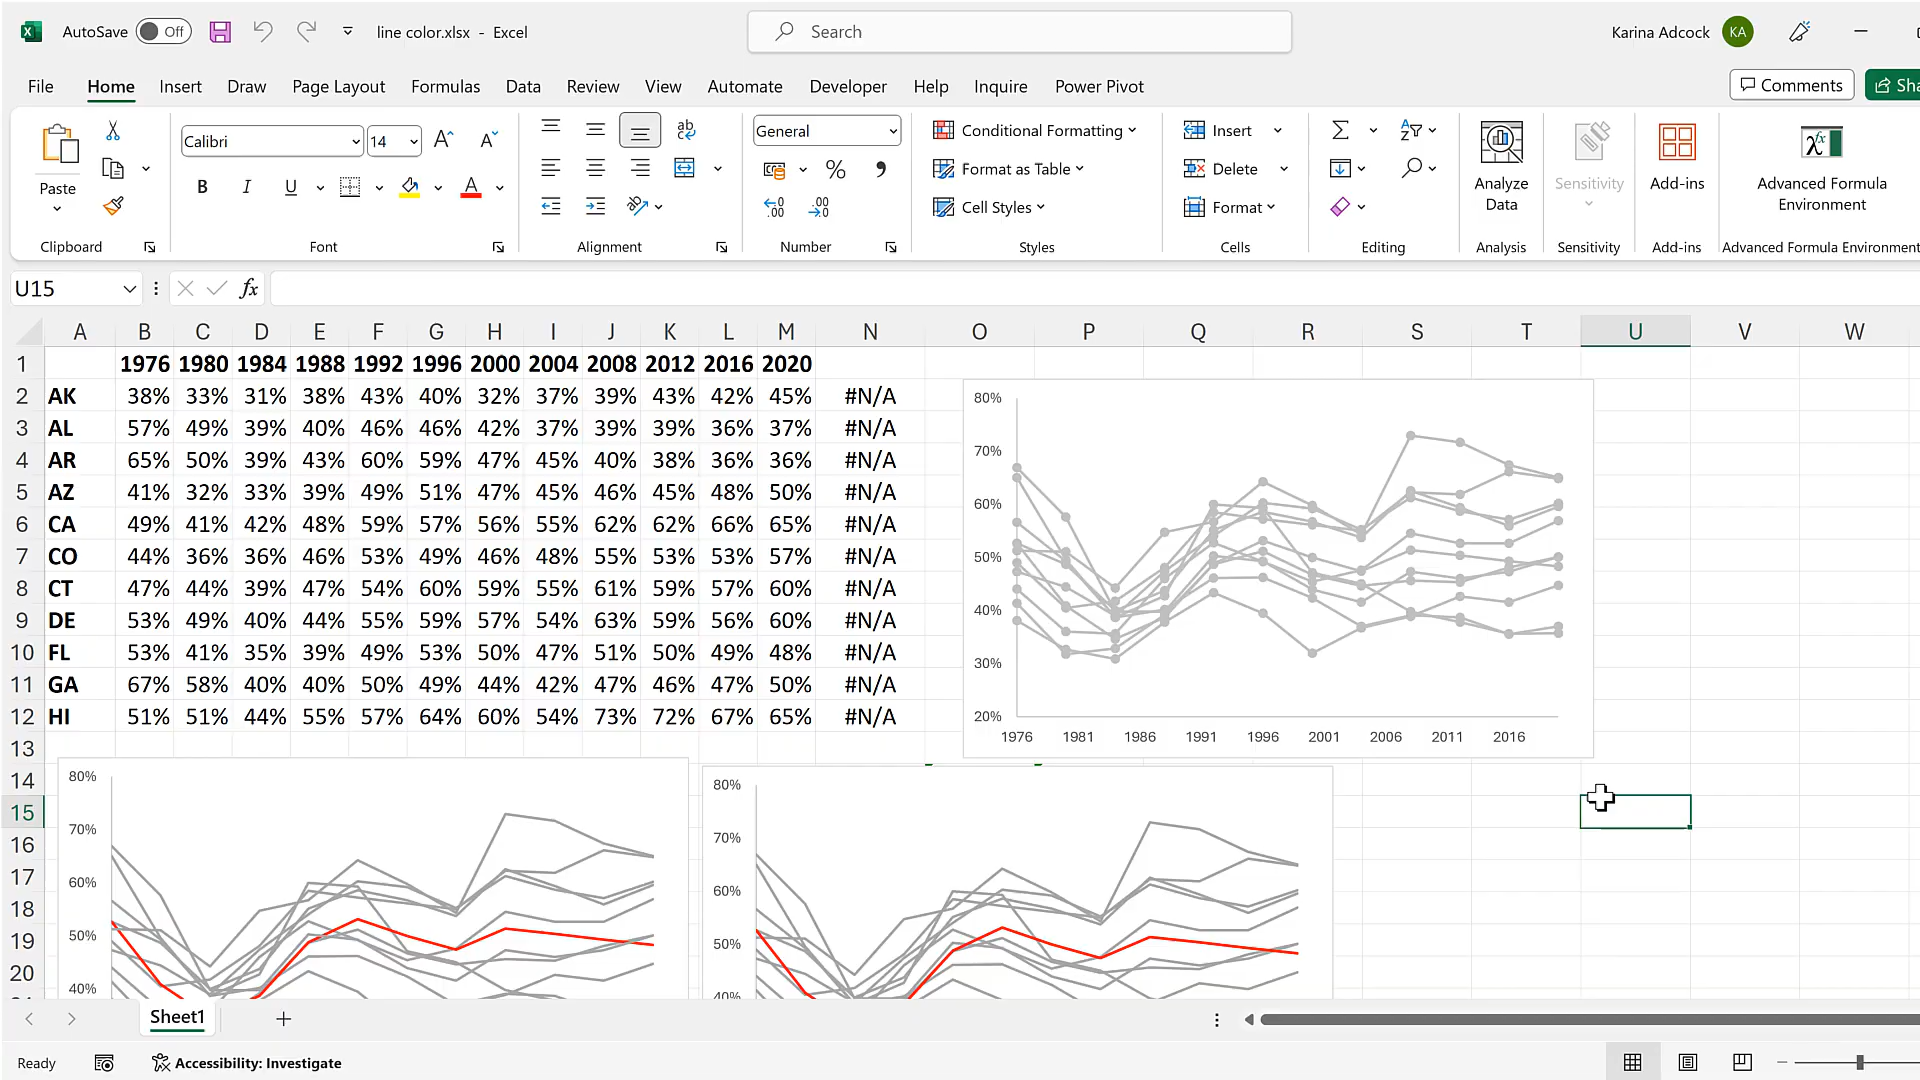 AutoSave Off line color.xlsx - Excel Search Karina Adcock KA
File Home Insert Draw Page Layout Formulas Data Review View Automate Developer Help Inquire Power Pivot Comments Sha
Paste
Clipboard
Calibri 14
B I U A
Font
ab
Alignment
General
% 
Number
Conditional Formatting
Format as Table
Cell Styles
Styles
Insert
Delete
Format
Cells
Editing
Analyze Data
Analysis
Sensitivity
Sensitivity
Add-ins
Add-ins
Advanced Formula Environment
Advanced Formula Environment
U15 fx
A B C D E F G H I J K L M N O P Q R S T U V W
1 1976 1980 1984 1988 1992 1996 2000 2004 2008 2012 2016 2020
2 AK 38% 33% 31% 38% 43% 40% 32% 37% 39% 43% 42% 45% #N/A
3 AL 57% 49% 39% 40% 46% 46% 42% 37% 39% 39% 36% 37% #N/A
4 AR 65% 50% 39% 43% 60% 59% 47% 45% 40% 38% 36% 36% #N/A
5 AZ 41% 32% 33% 39% 49% 51% 47% 45% 46% 45% 48% 50% #N/A
6 CA 49% 41% 42% 48% 59% 57% 56% 55% 62% 62% 66% 65% #N/A
7 CO 44% 36% 36% 46% 53% 49% 46% 48% 55% 53% 53% 57% #N/A
8 CT 47% 44% 39% 47% 54% 60% 59% 55% 61% 59% 57% 60% #N/A
9 DE 53% 49% 40% 44% 55% 59% 57% 54% 63% 59% 56% 60% #N/A
10 FL 53% 41% 35% 39% 49% 53% 50% 47% 51% 50% 49% 48% #N/A
11 GA 67% 58% 40% 40% 50% 49% 44% 42% 47% 46% 47% 50% #N/A
12 HI 51% 51% 44% 55% 57% 64% 60% 54% 73% 72% 67% 65% #N/A
13
14
15
16
17
18
19
20
80%
70%
60%
50%
40%
30%
20%
1976 1981 1986 1991 1996 2001 2006 2011 2016
80%
70%
60%
50%
40%
80%
70%
60%
50%
40%
Sheet1
Ready Accessibility: Investigate